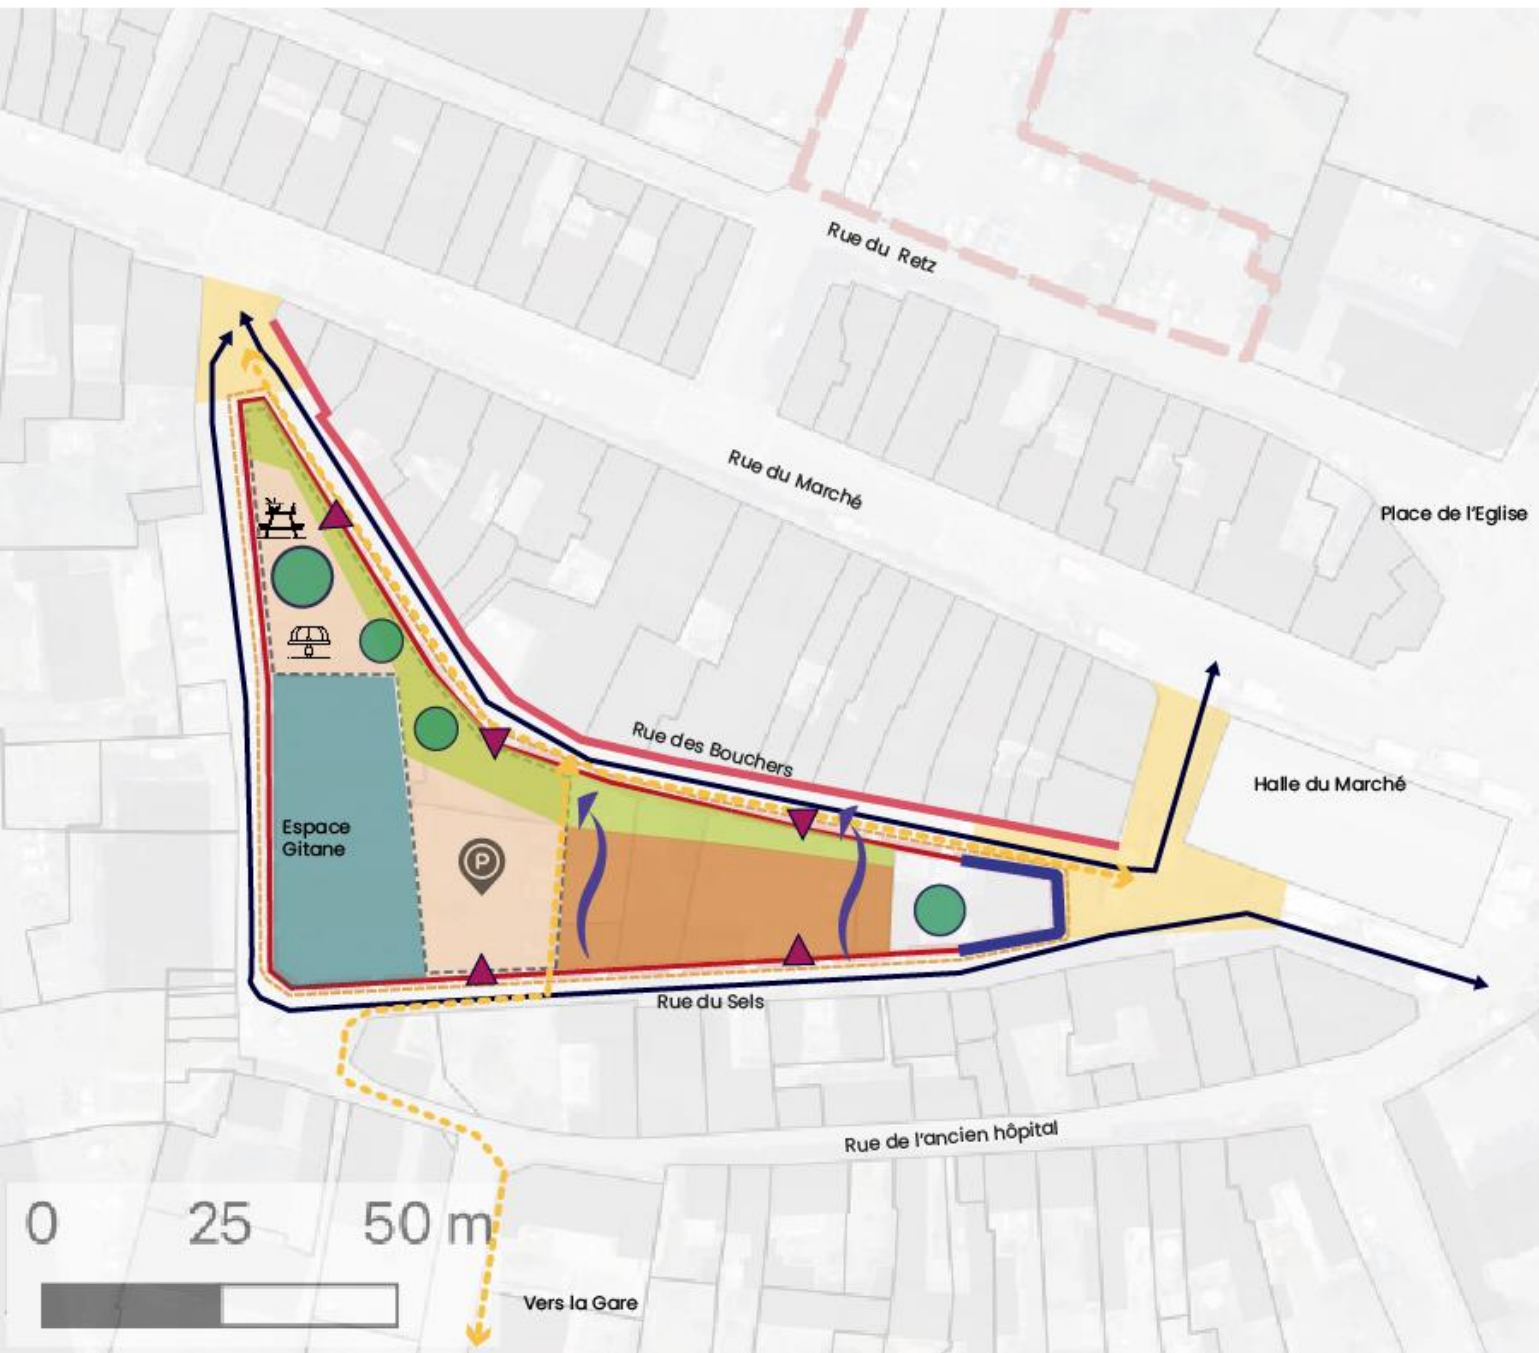 Rue du Retz
Rue du Marché
Place de l'Eglise
Rue des Bouchers
Halle du Marché
Espace
Gitane
P
Rue du Sels
Rue de l'ancien hôpital
0 25 50 m
Vers la Gare